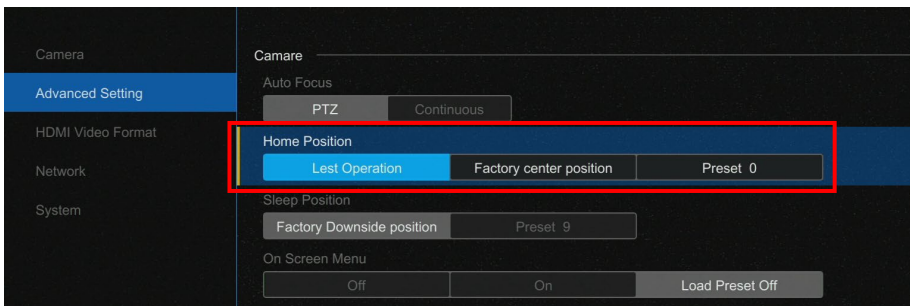 Camera
Advanced Setting
HDMI Video Format
Network
System
Camare
Auto Focus
PTZ Continuous
Home Position
Lest Operation Factory center position Preset 0
Sleep Position
Factory Downside position Preset 9
On Screen Menu
Off On Load Preset Off